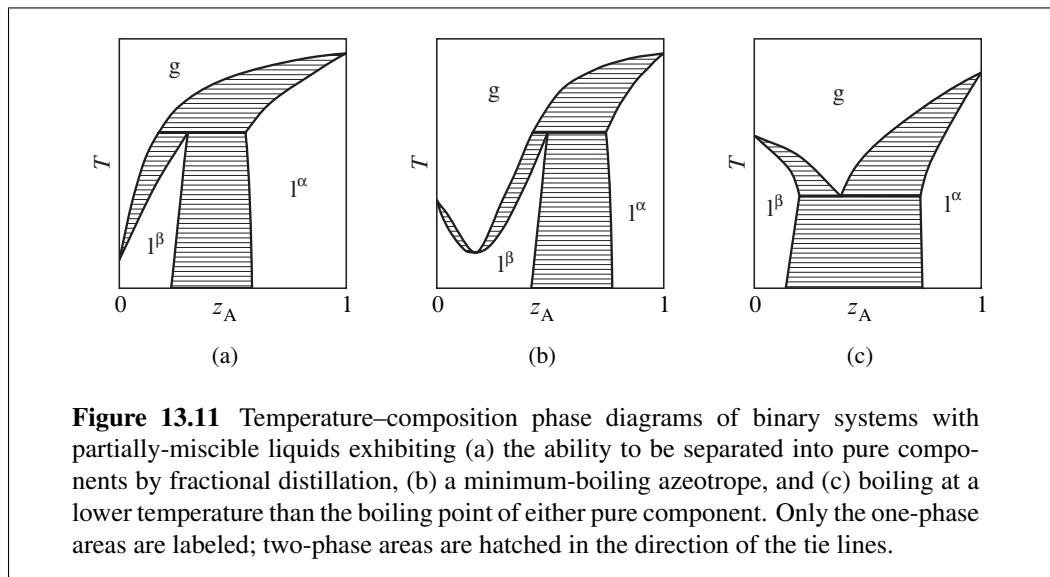 g
T
l^β
l^α
0
z_A
1
(a)
g
T
l^β
l^α
0
z_A
1
(b)
g
T
l^β
l^α
0
z_A
1
(c)
Figure 13.11 Temperature–composition phase diagrams of binary systems with
partially-miscible liquids exhibiting (a) the ability to be separated into pure compo-
nents by fractional distillation, (b) a minimum-boiling azeotrope, and (c) boiling at a
lower temperature than the boiling point of either pure component. Only the one-phase
areas are labeled; two-phase areas are hatched in the direction of the tie lines.